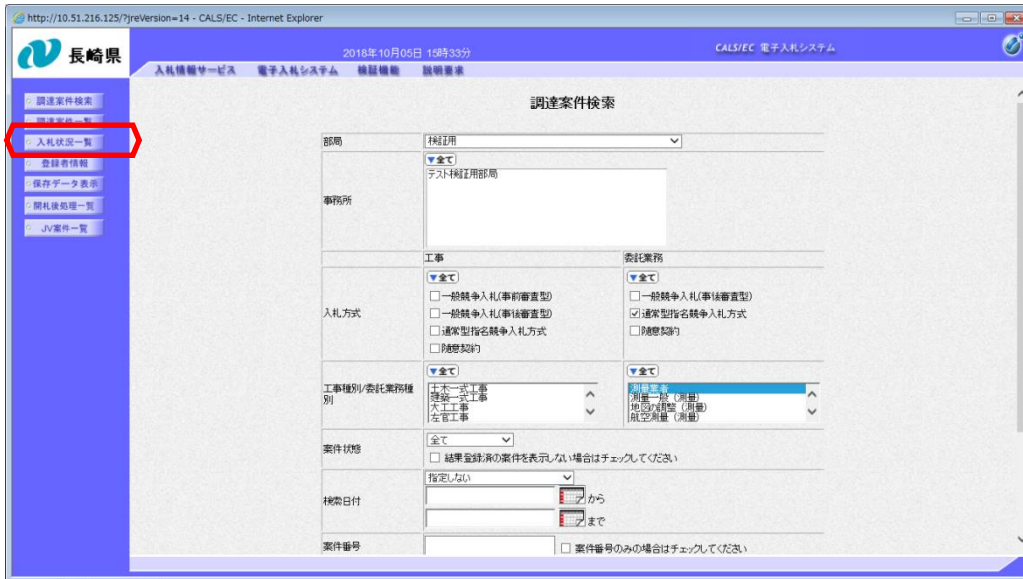 http://10.51.216.125/?jreVersion=14 - CALS/EC - Internet Explorer
長崎県
2018年10月05日 15時33分
CALS/EC 電子入札システム
入札情報サービス 電子入札システム 検証機能 説明要求
調達案件検索
調達案件一覧
入札状況一覧
登録者情報
保存データ表示
開札後処理一覧
JV案件一覧
調達案件検索
部局 検証用
▼全て
事務所 テスト検証用部局
工事 委託業務
▼全て ▼全て
入札方式
一般競争入札(事前審査型) 一般競争入札(事後審査型)
一般競争入札(事後審査型) 通常型指名競争入札方式
通常型指名競争入札方式 随意契約
随意契約
▼全て ▼全て
工事種別/委託業務種別
土木一式工事 測量業者
建築一式工事 測量一般（測量）
大工工事 地図の調整（測量）
左官工事 航空測量（測量）
案件状態 全て
結果登録済の案件を表示しない場合はチェックしてください
検索日付 指定しない
から
まで
案件番号 案件番号のみの場合はチェックしてください